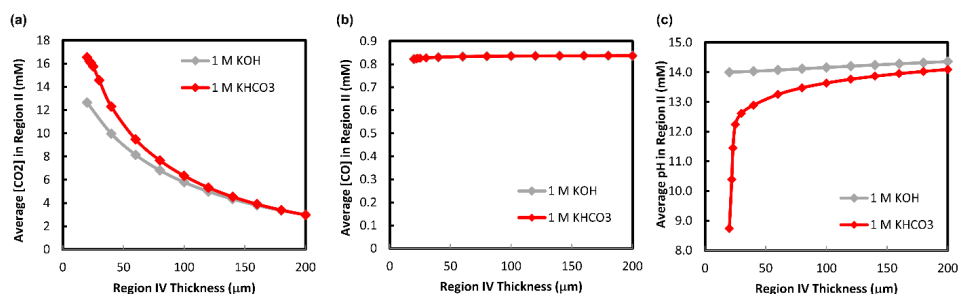 (a)
Average [CO2] in Region II (mM)
18
16
14
12
10
8
6
4
2
0
1 M KOH
1 M KHCO3
0
50
100
150
200
Region IV Thickness (μm)
(b)
Average [CO] in Region II (mM)
0.9
0.8
0.7
0.6
0.5
0.4
0.3
0.2
0.1
0
1 M KOH
1 M KHCO3
0
50
100
150
200
Region IV Thickness (μm)
(c)
Average pH in Region II (mM)
15.0
14.0
13.0
12.0
11.0
10.0
9.0
8.0
1 M KOH
1 M KHCO3
0
50
100
150
200
Region IV Thickness (μm)